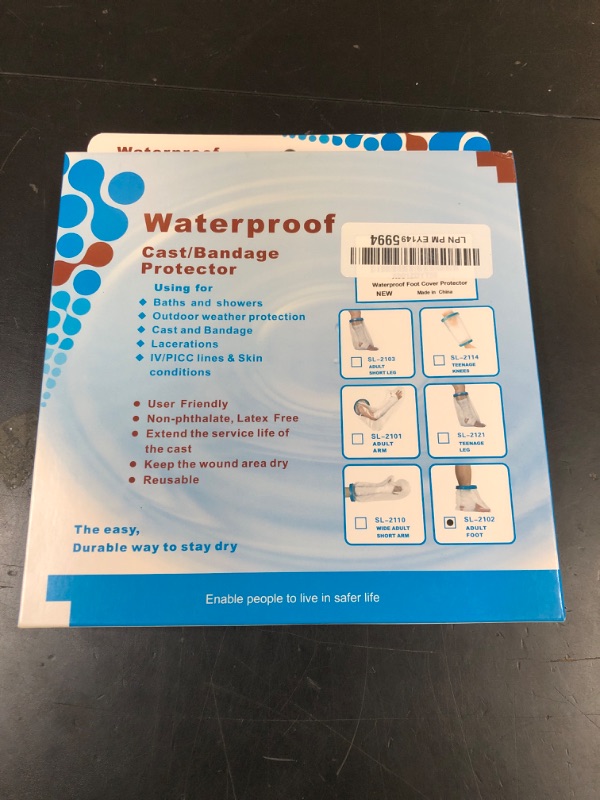 Waterproof
Waterproof
Cast/Bandage
Protector
Using for
Baths and showers
Outdoor weather protection
Cast and Bandage
Lacerations
IV/PICC lines & Skin
conditions
User Friendly
Non-phthalate, Latex Free
Extend the service life of
the cast
Keep the wound area dry
Reusable
The easy,
Durable way to stay dry
LPN PM EY149 5994
Waterproof Foot Cover Protector
NEW Made in China
SL-2103
ADULT
SHORT LEG
SL-2114
TEENAGE
KNEES
SL-2101
ADULT
ARM
SL-2121
TEENAGE
LEG
SL-2110
WIDE ADULT
SHORT ARM
SL-2102
ADULT
FOOT
Enable people to live in safer life